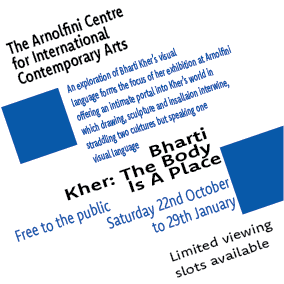 The Arnolfini Centre
for International
Contemporary Arts
An exploration of Bharti Kher's visual
language forms the focus of her exhibition at Arnolfini
offering an intimate portal into Kher's world in
which drawing, sculpture and insallaion interwine,
straddling two cultures but speaking one
visual language
Bharti
Kher: The Body
Is A Place
Free to the public
Saturday 22nd October
to 29th January
Limited viewing
slots available